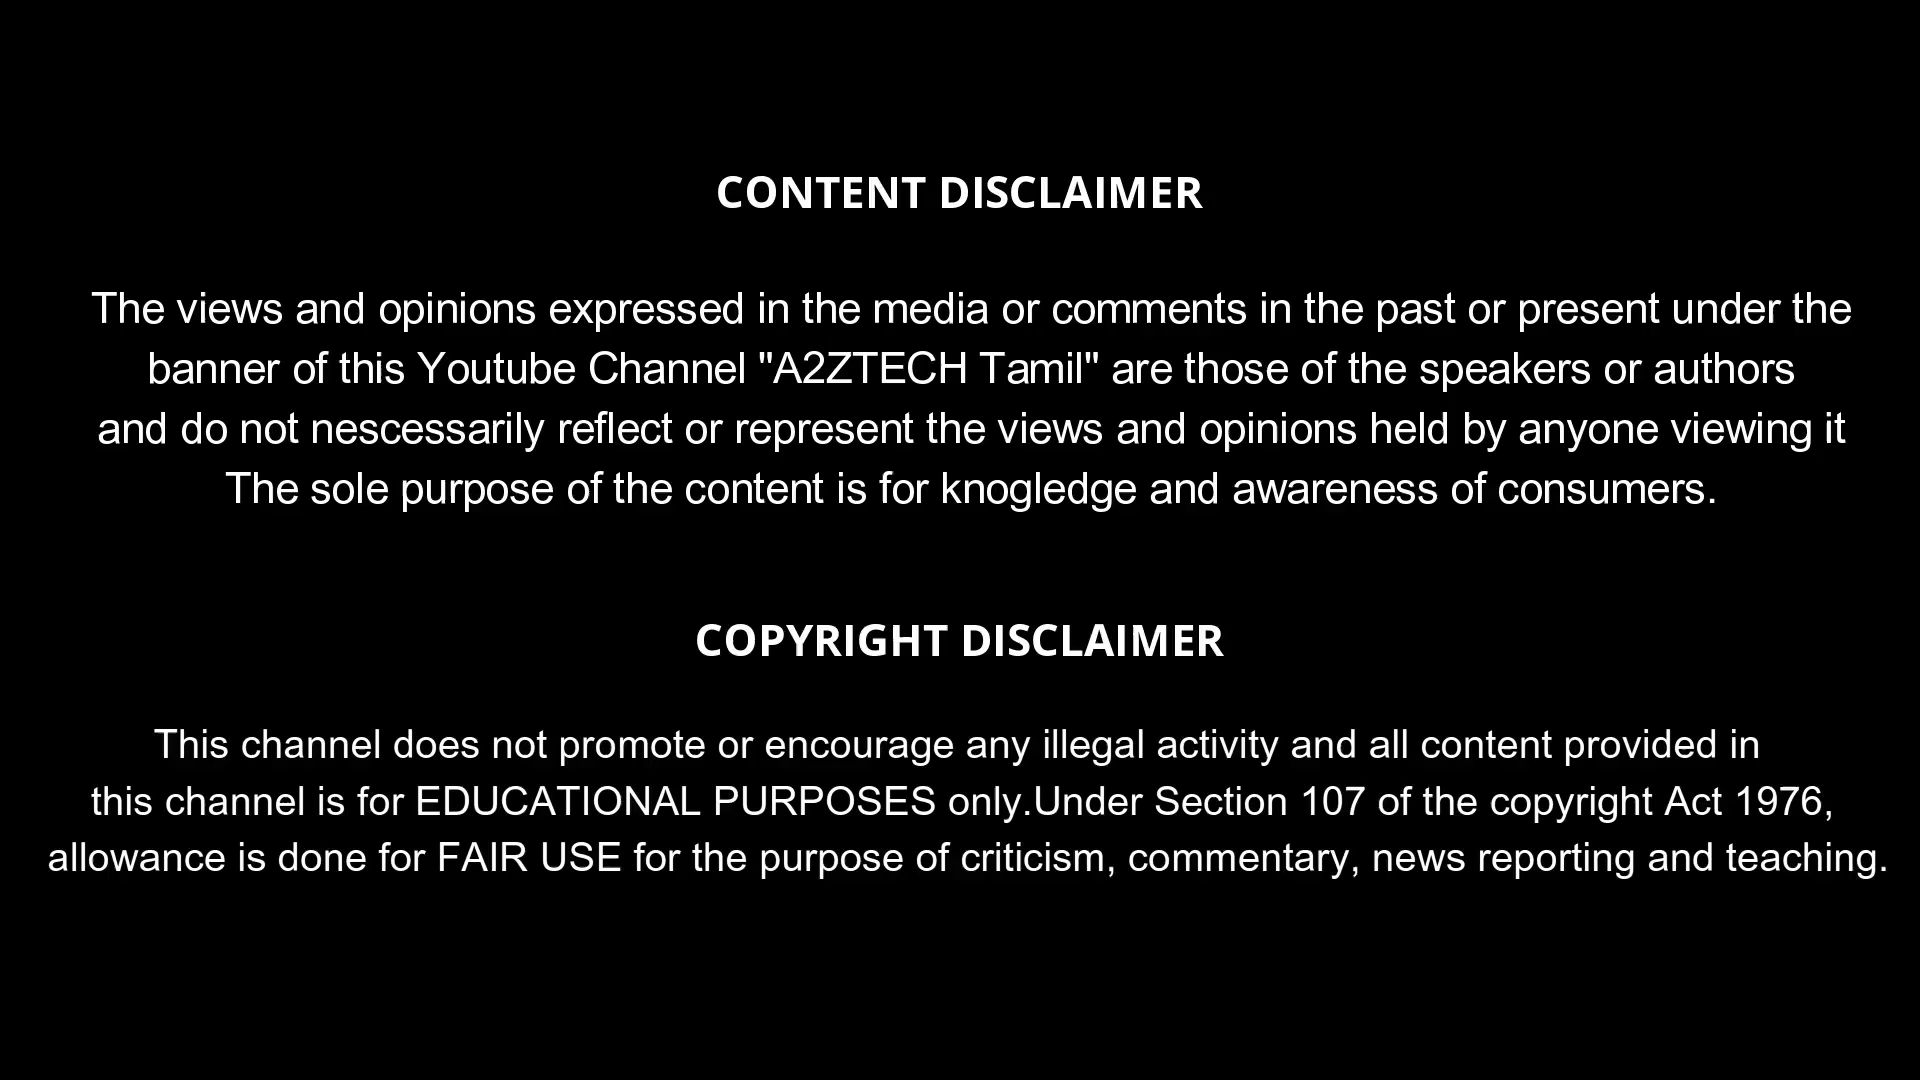 CONTENT DISCLAIMER
The views and opinions expressed in the media or comments in the past or present under the
banner of this Youtube Channel "A2ZTECH Tamil" are those of the speakers or authors
and do not nescessarily reflect or represent the views and opinions held by anyone viewing it
The sole purpose of the content is for knogledge and awareness of consumers.
COPYRIGHT DISCLAIMER
This channel does not promote or encourage any illegal activity and all content provided in
this channel is for EDUCATIONAL PURPOSES only.Under Section 107 of the copyright Act 1976,
allowance is done for FAIR USE for the purpose of criticism, commentary, news reporting and teaching.